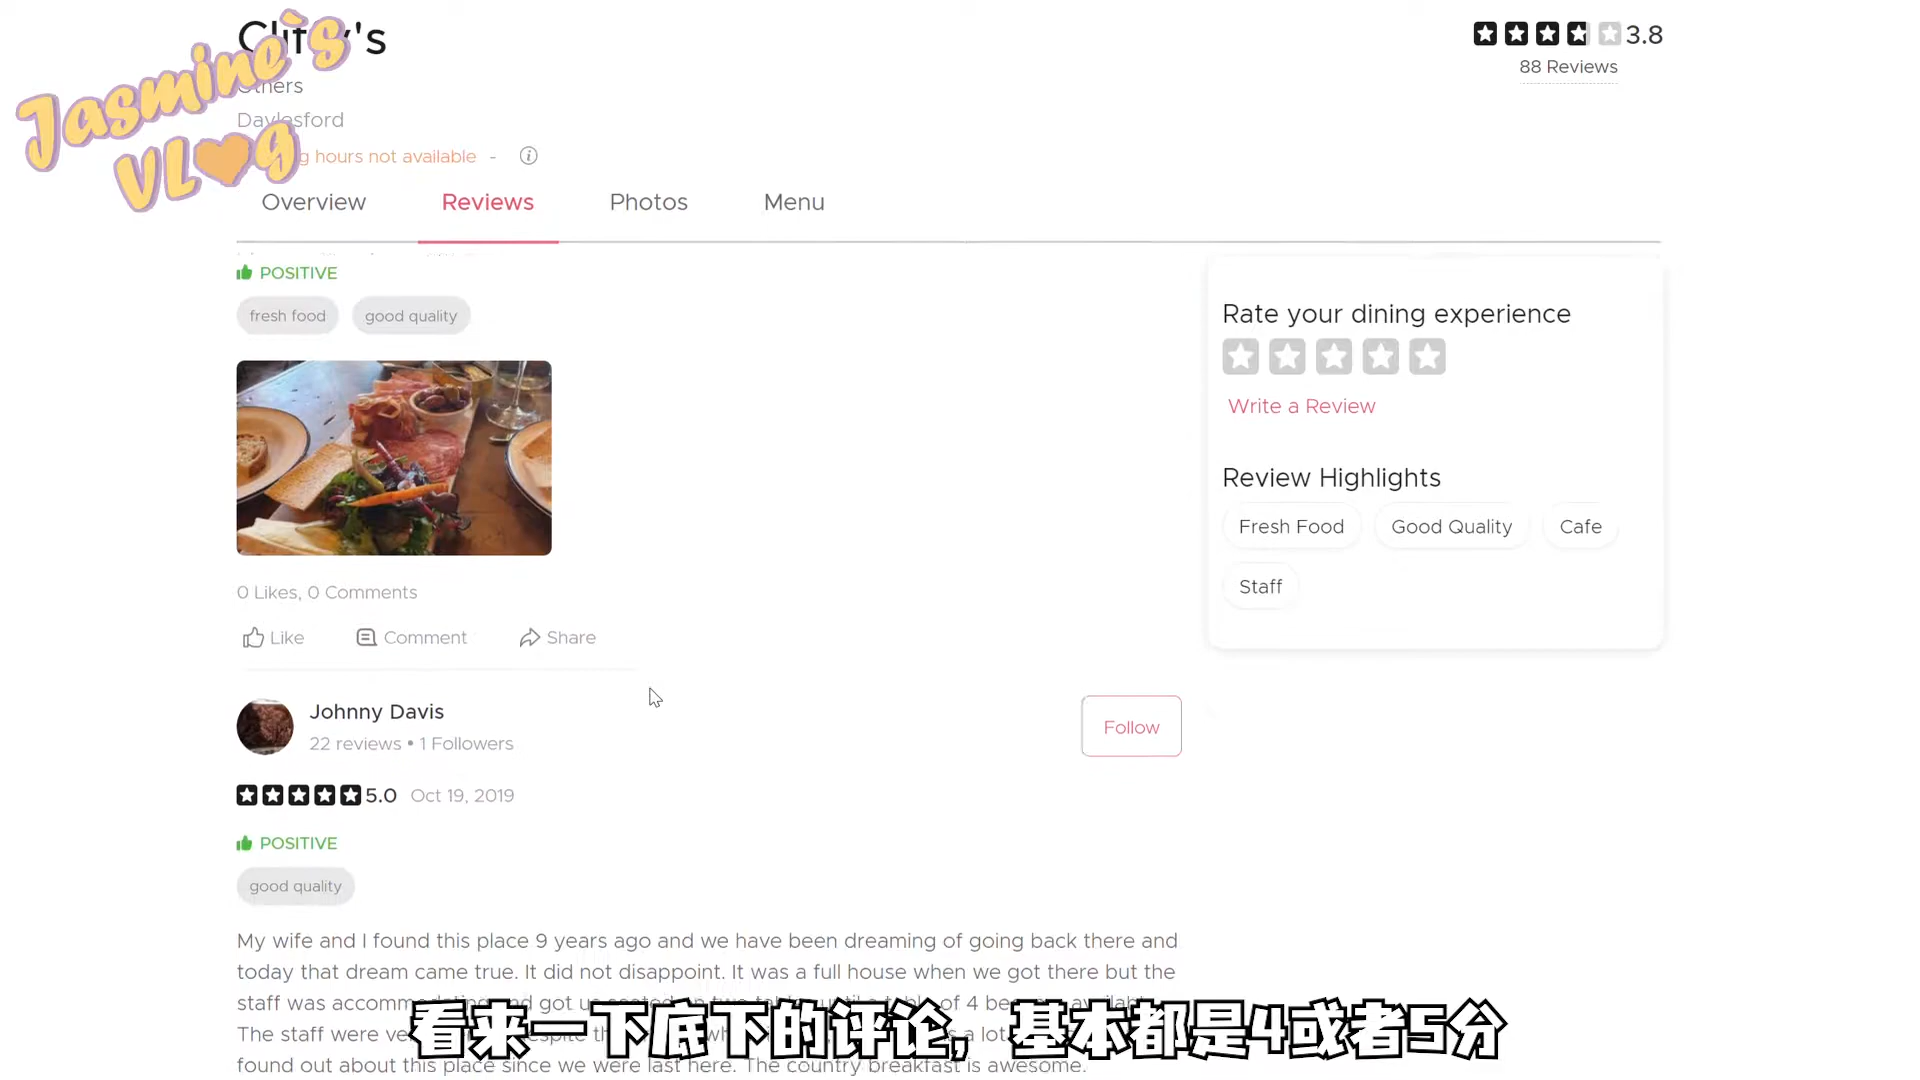 Jasmine's
VLog
3.8
88 Reviews
Others
Daylesford
hours not available -
Overview
Reviews
Photos
Menu
POSITIVE
fresh food
good quality
0 Likes, 0 Comments
Like
Comment
Share
Johnny Davis
22 reviews • 1 Followers
Follow
5.0 Oct 19, 2019
POSITIVE
good quality
My wife and I found this place 9 years ago and we have been dreaming of going back there and
today that dream came true. It did not disappoint. It was a full house when we got there but the
staff was of 4
The staff were a
found out about this place since we were last here. The country breakfast is awesome.
看来一下底下的评论，基本都是4或者5分
Rate your dining experience
Write a Review
Review Highlights
Fresh Food
Good Quality
Cafe
Staff